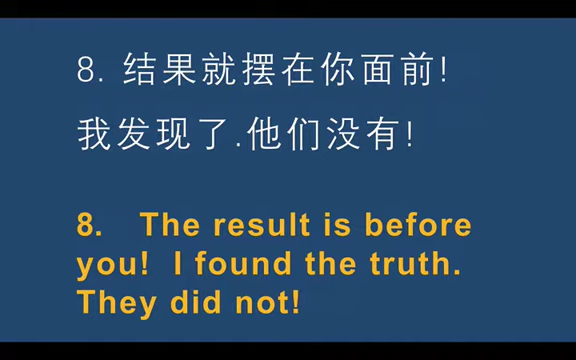 8. 结果就摆在你面前!
我发现了.他们没有!
8. The result is before
you! I found the truth.
They did not!